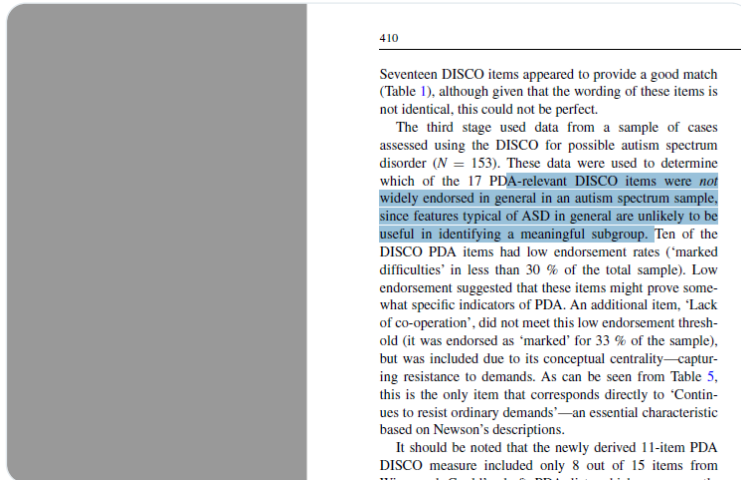 410
Seventeen DISCO items appeared to provide a good match
(Table 1), although given that the wording of these items is
not identical, this could not be perfect.
The third stage used data from a sample of cases
assessed using the DISCO for possible autism spectrum
disorder (N = 153). These data were used to determine
which of the 17 PDA-relevant DISCO items were not
widely endorsed in general in an autism spectrum sample,
since features typical of ASD in general are unlikely to be
useful in identifying a meaningful subgroup. Ten of the
DISCO PDA items had low endorsement rates (‘marked
difficulties’ in less than 30 % of the total sample). Low
endorsement suggested that these items might prove some-
what specific indicators of PDA. An additional item, ‘Lack
of co-operation’, did not meet this low endorsement thresh-
old (it was endorsed as ‘marked’ for 33 % of the sample),
but was included due to its conceptual centrality—captur-
ing resistance to demands. As can be seen from Table 5,
this is the only item that corresponds directly to ‘Contin-
ues to resist ordinary demands’—an essential characteristic
based on Newson’s descriptions.
It should be noted that the newly derived 11-item PDA
DISCO measure included only 8 out of 15 items from